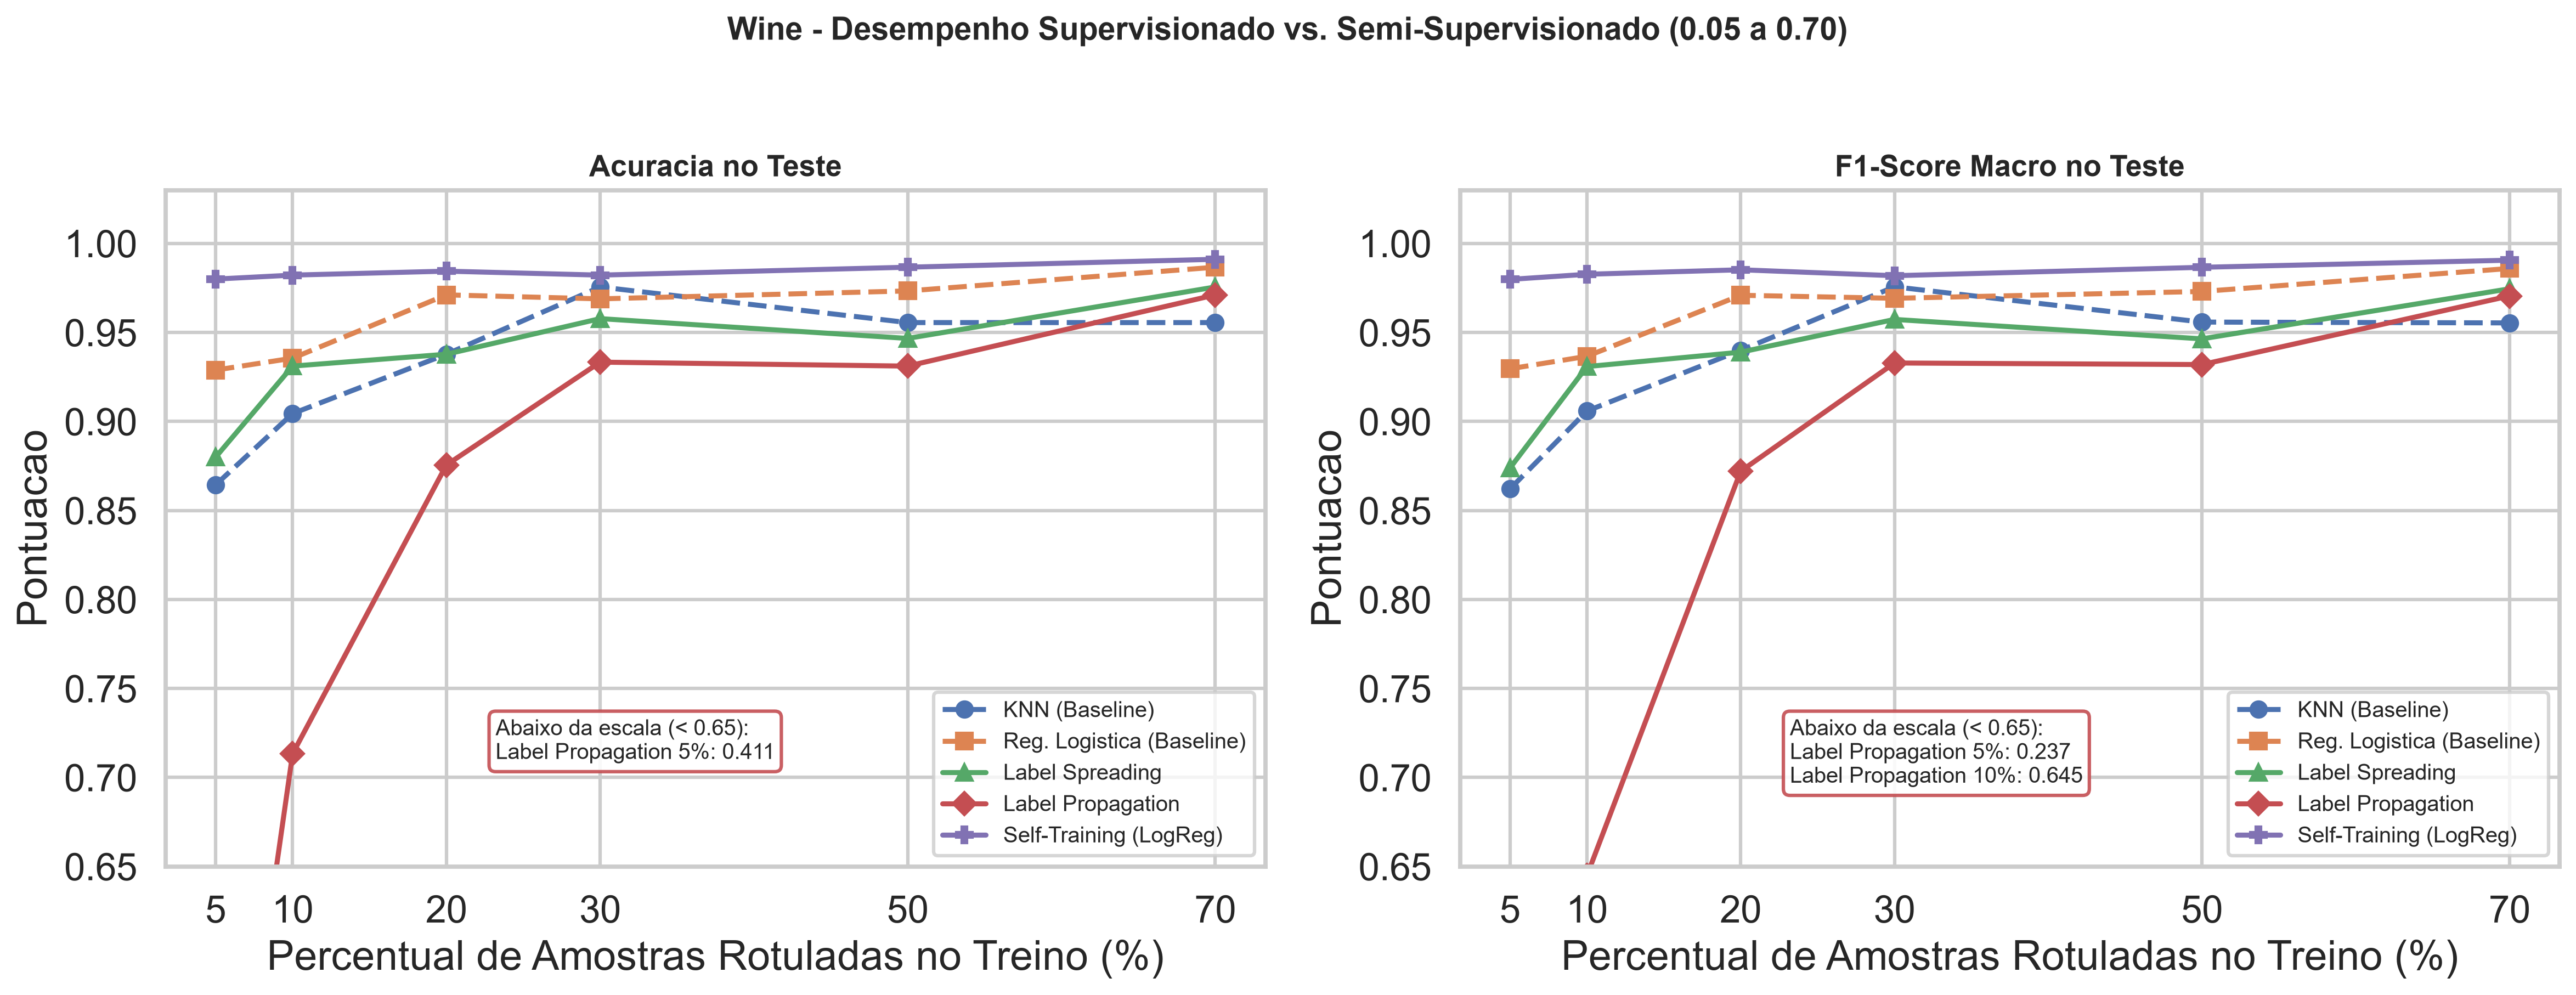 Wine - Desempenho Supervisionado vs. Semi-Supervisionado (0.05 a 0.70)
Acuracia no Teste
Pontuacao
1.00
0.95
0.90
0.85
0.80
0.75
0.70
0.65
5 10 20 30 50 70
Percentual de Amostras Rotuladas no Treino (%)
Abaixo da escala (< 0.65):
Label Propagation 5%: 0.411
KNN (Baseline)
Reg. Logistica (Baseline)
Label Spreading
Label Propagation
Self-Training (LogReg)
F1-Score Macro no Teste
Pontuacao
1.00
0.95
0.90
0.85
0.80
0.75
0.70
0.65
5 10 20 30 50 70
Percentual de Amostras Rotuladas no Treino (%)
Abaixo da escala (< 0.65):
Label Propagation 5%: 0.237
Label Propagation 10%: 0.645
KNN (Baseline)
Reg. Logistica (Baseline)
Label Spreading
Label Propagation
Self-Training (LogReg)